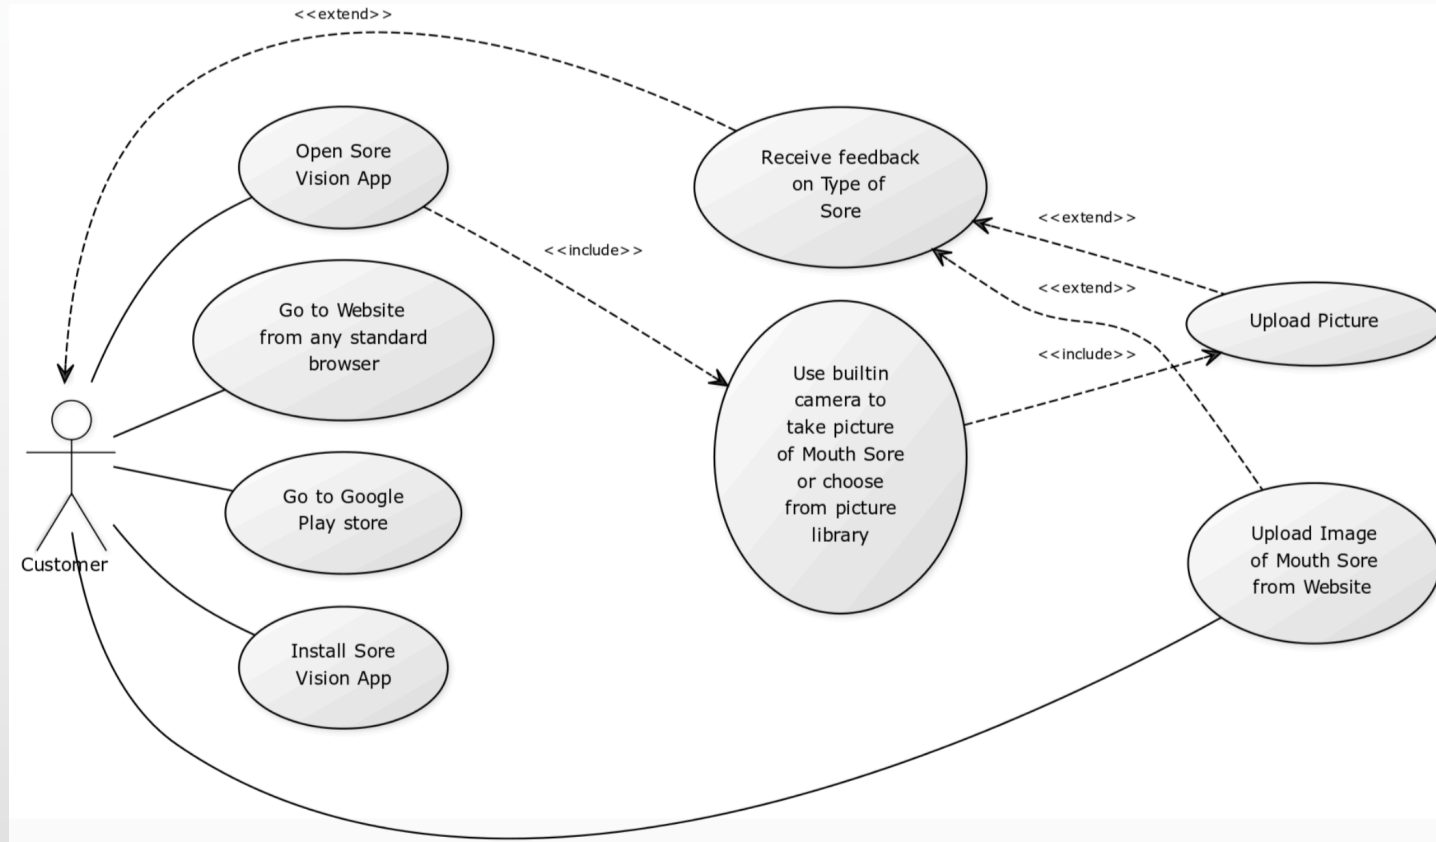 <<extend>>
Open Sore
Vision App
Receive feedback
on Type of
Sore
<<extend>>
<<include>>
<<extend>>
Go to Website
from any standard
browser
Upload Picture
<<include>>
Use builtin
camera to
take picture
of Mouth Sore
or choose
from picture
library
Go to Google
Play store
Upload Image
of Mouth Sore
from Website
Customer
Install Sore
Vision App